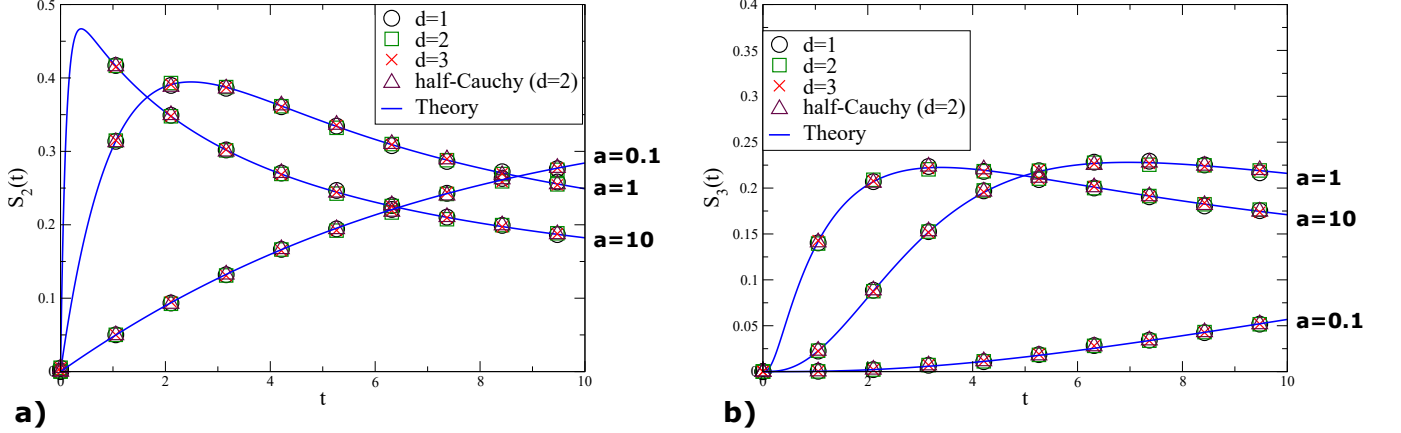 0.5
0.4
0.3
0.2
0.1
0
S2(t)
d=1
d=2
d=3
half-Cauchy (d=2)
Theory
a=0.1
a=1
a=10
0 2 4 6 8 10
t
a)
0.4
0.35
0.3
0.25
0.2
0.15
0.1
0.05
0
S3(t)
d=1
d=2
d=3
half-Cauchy (d=2)
Theory
a=1
a=10
a=0.1
0 2 4 6 8 10
t
b)